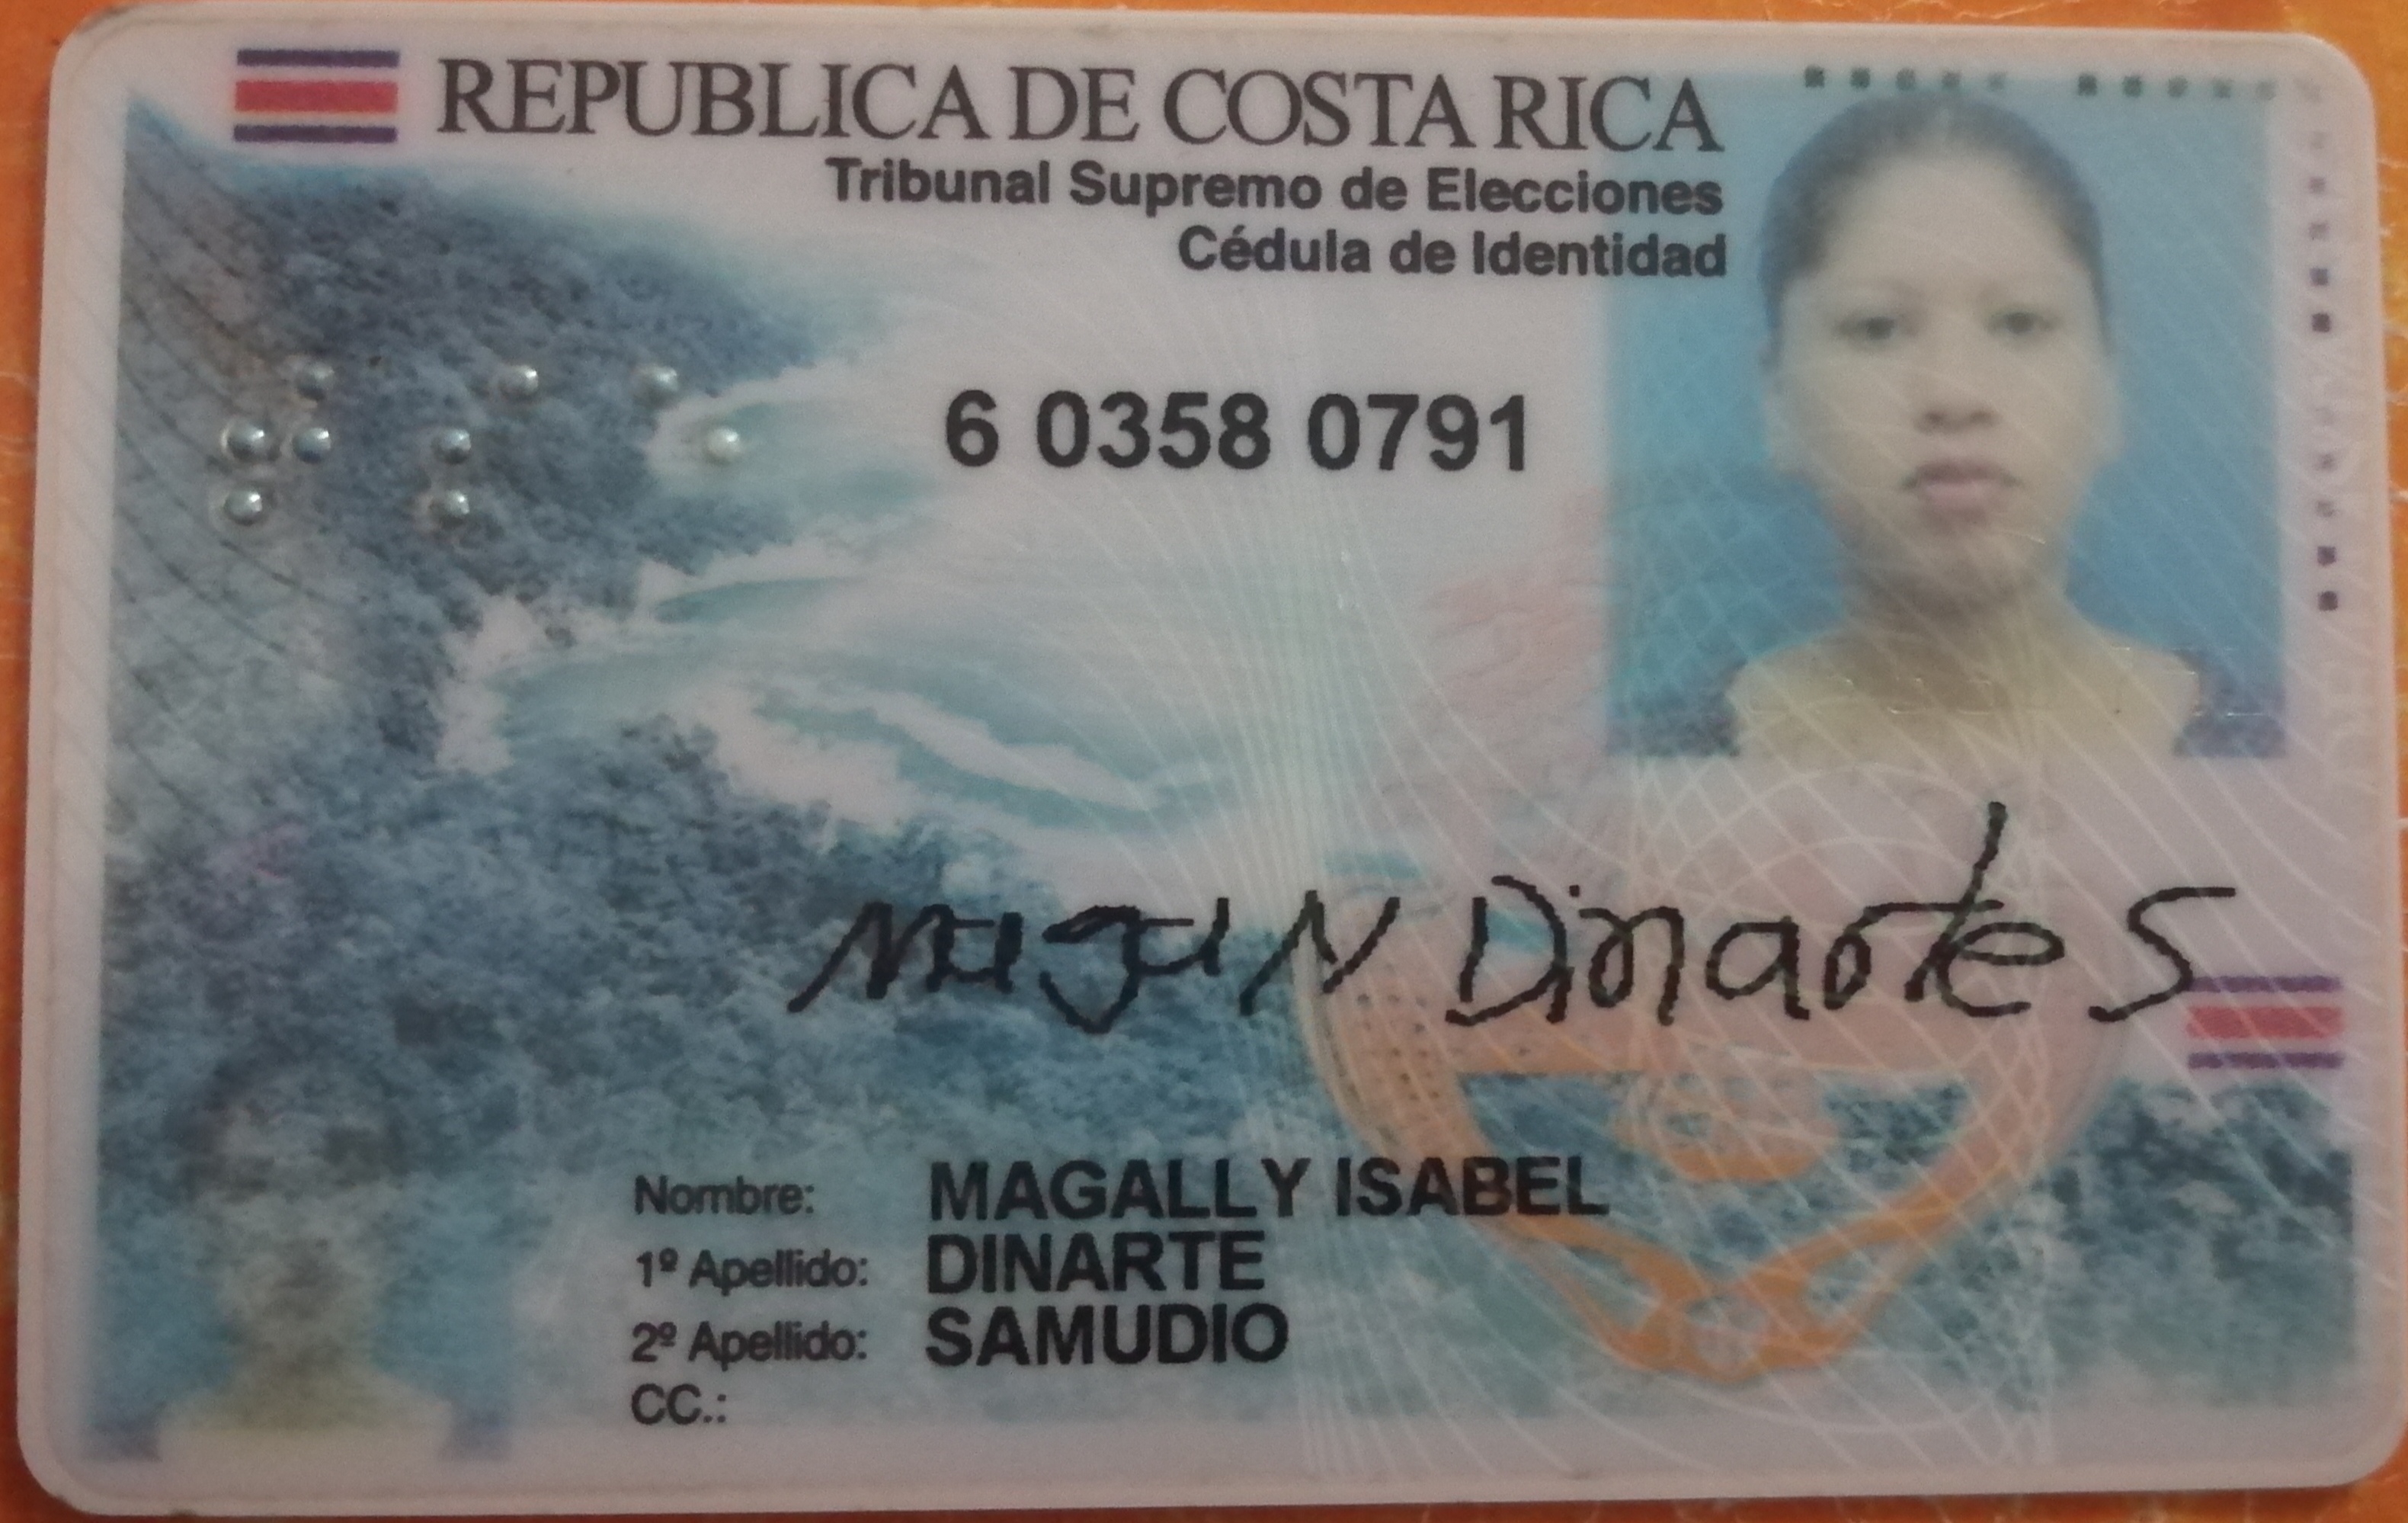 REPUBLICA DE COSTA RICA
Tribunal Supremo de Elecciones
Cédula de Identidad
6 0358 0791
Dinartes
Nombre: MAGALLY ISABEL
1º Apellido: DINARTE
2º Apellido: SAMUDIO
CC.: